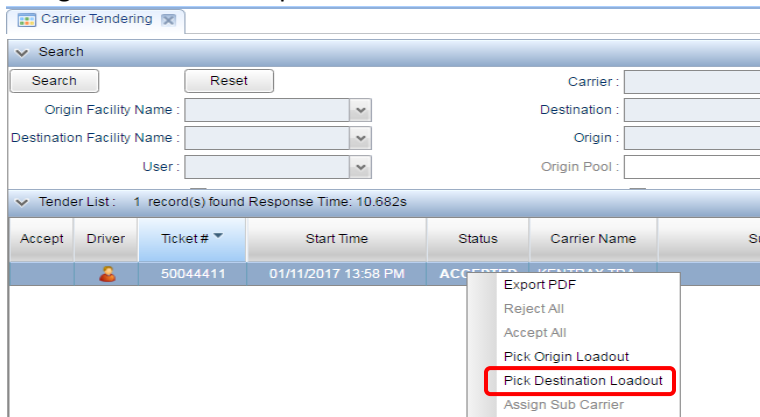 Carrier Tendering
Search
Search Reset Carrier :
Origin Facility Name : Destination :
Destination Facility Name : Origin :
User : Origin Pool :
Tender List : 1 record(s) found Response Time: 10.682s
Accept Driver Ticket # Start Time Status Carrier Name
50044411 01/11/2017 13:58 PM
Export PDF
Reject All
Accept All
Pick Origin Loadout
Pick Destination Loadout
Assign Sub Carrier